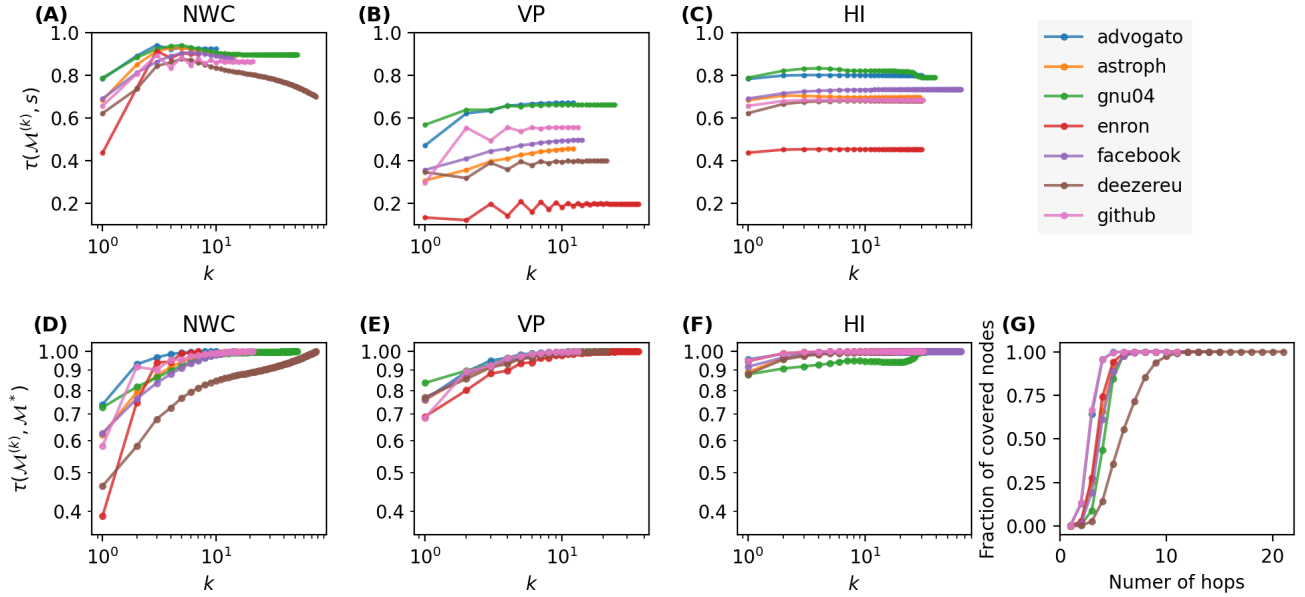 (A) NWC
(B) VP
(C) HI
τ(ℳ^(k), s)
1.0
0.8
0.6
0.4
0.2
10^0 10^1
k
1.0
0.8
0.6
0.4
0.2
10^0 10^1
k
1.0
0.8
0.6
0.4
0.2
10^0 10^1
k
advogato
astroph
gnu04
enron
facebook
deezereu
github
(D) NWC
(E) VP
(F) HI
(G)
τ(ℳ^(k), ℳ^*)
1.00
0.9
0.8
0.7
0.6
0.5
0.4
10^0 10^1
k
1.00
0.9
0.8
0.7
0.6
0.5
0.4
10^0 10^1
k
1.00
0.9
0.8
0.7
0.6
0.5
0.4
10^0 10^1
k
Fraction of covered nodes
1.00
0.75
0.50
0.25
0.00
0 10 20
Numer of hops